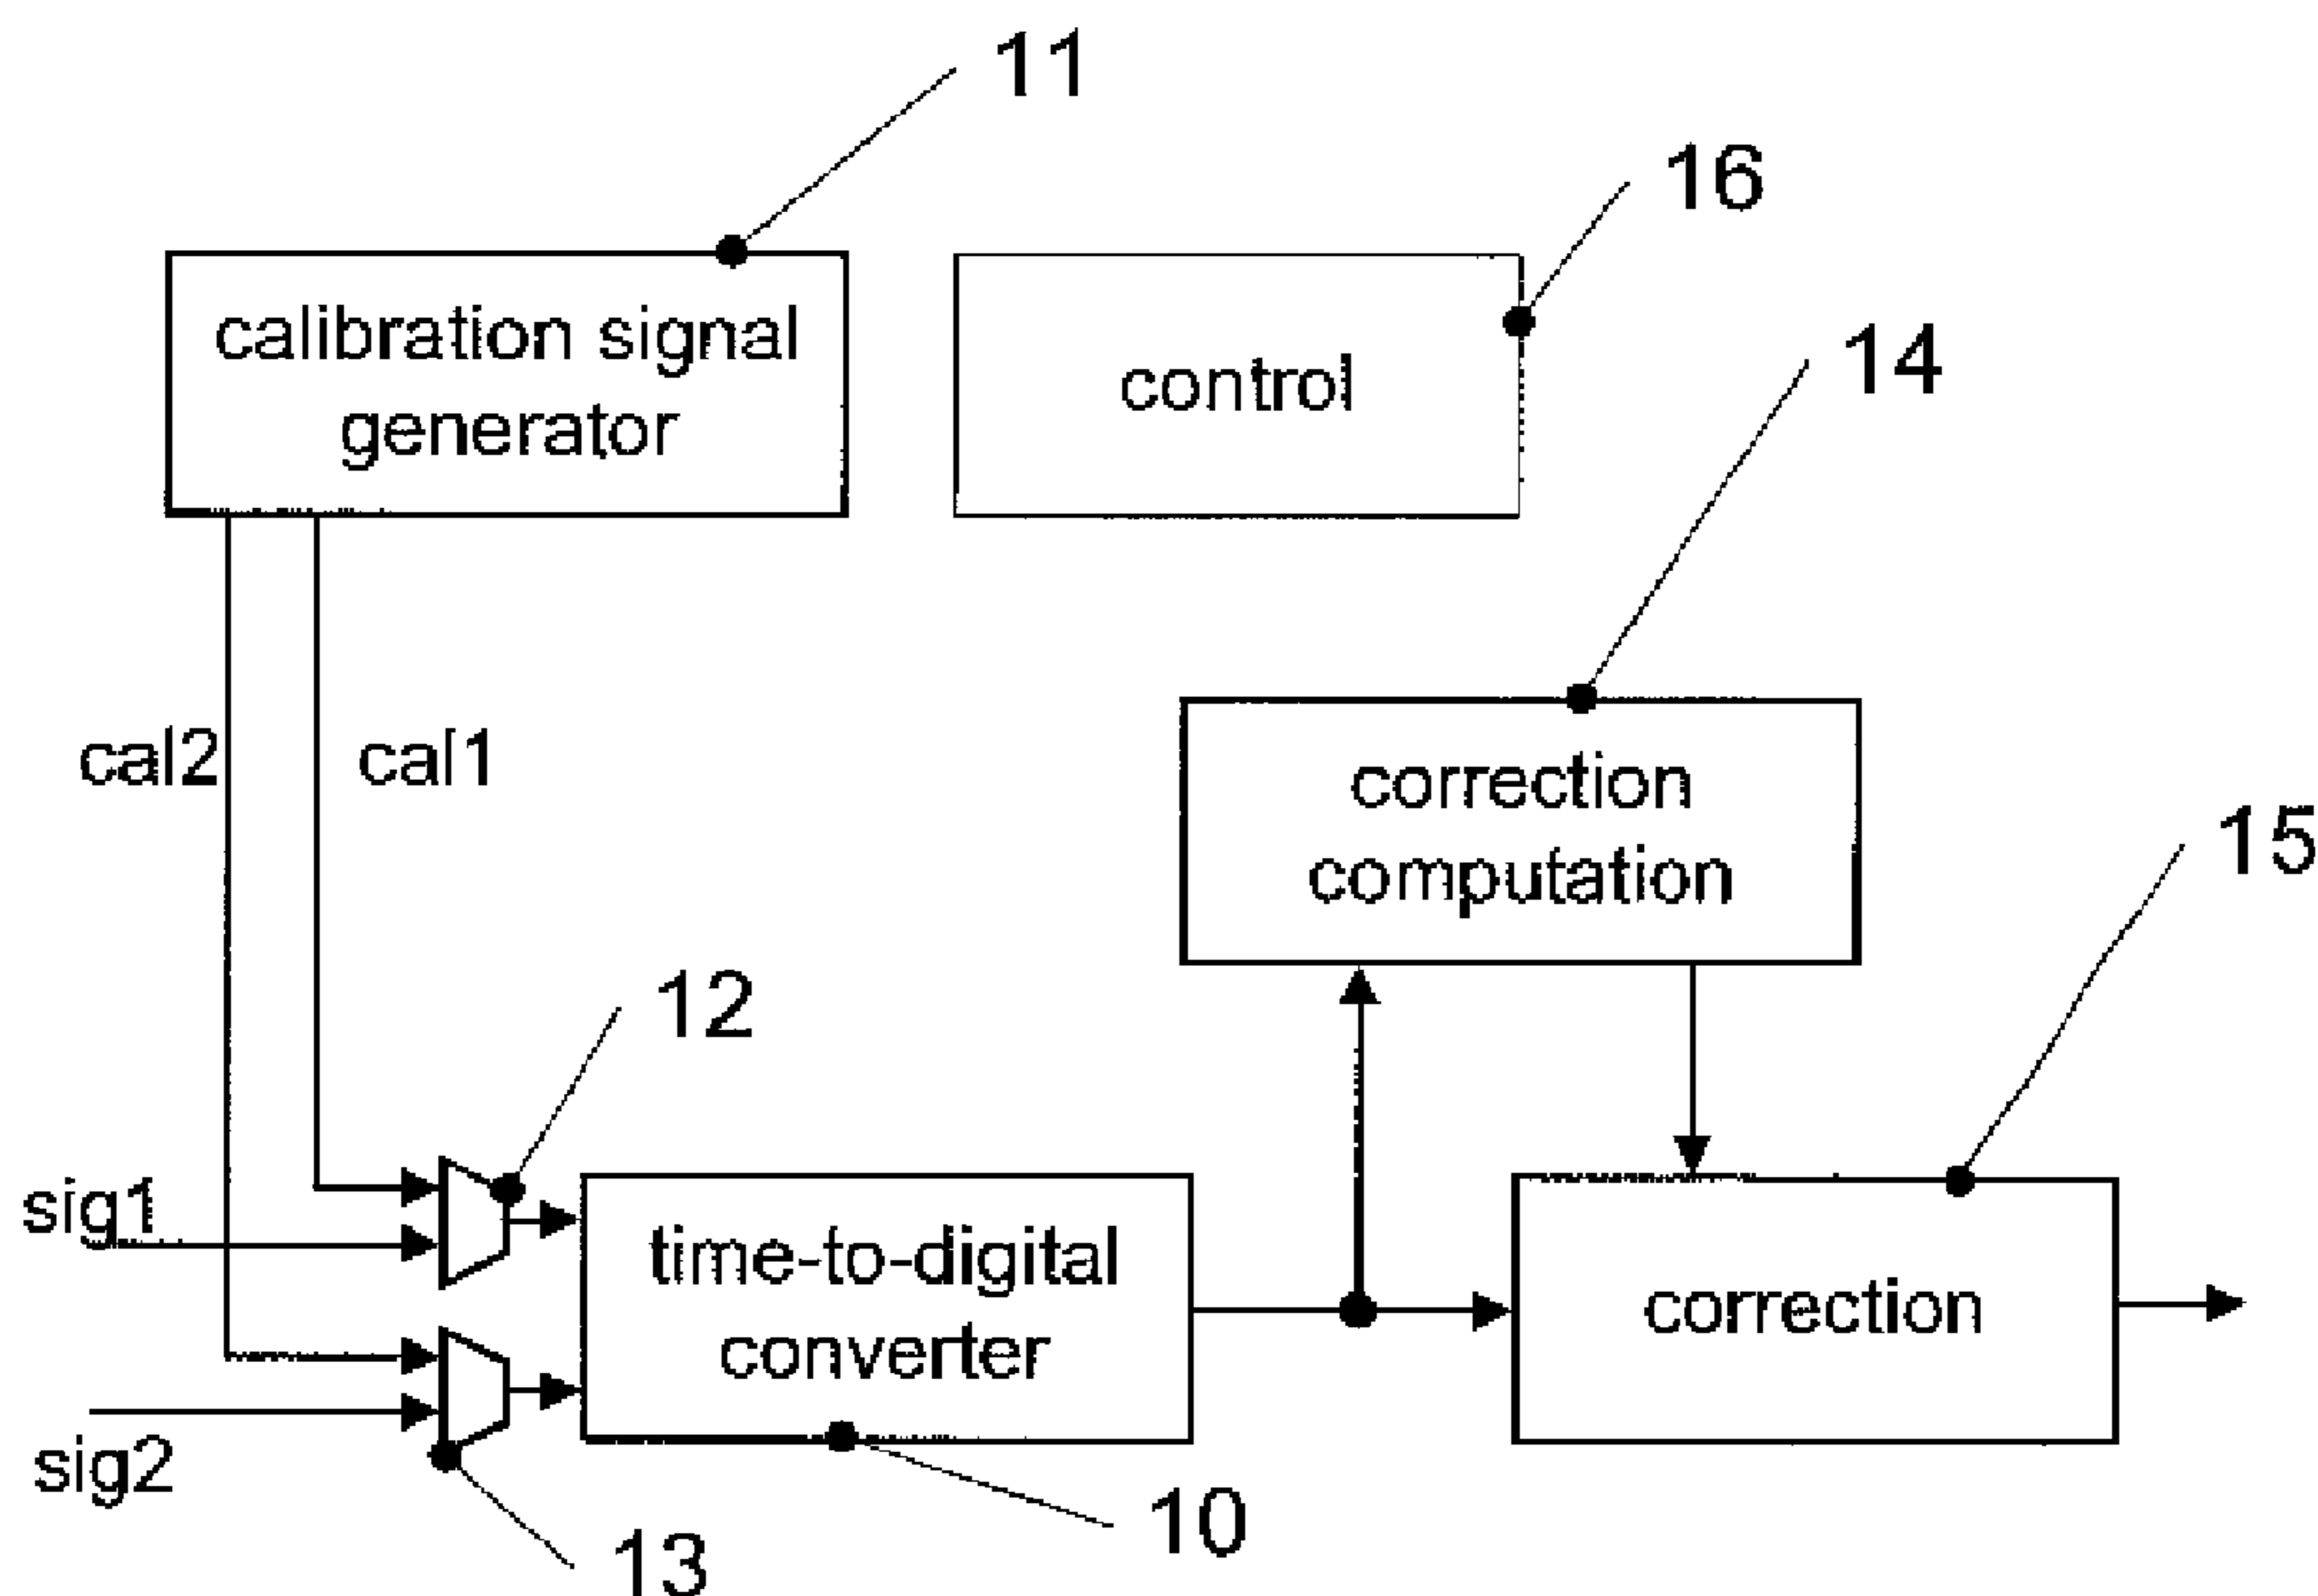 11
16
calibration signal
generator
control
14
cal2
cal1
correction
computation
15
12
sig1
time-to-digital
converter
correction
sig2
10
13